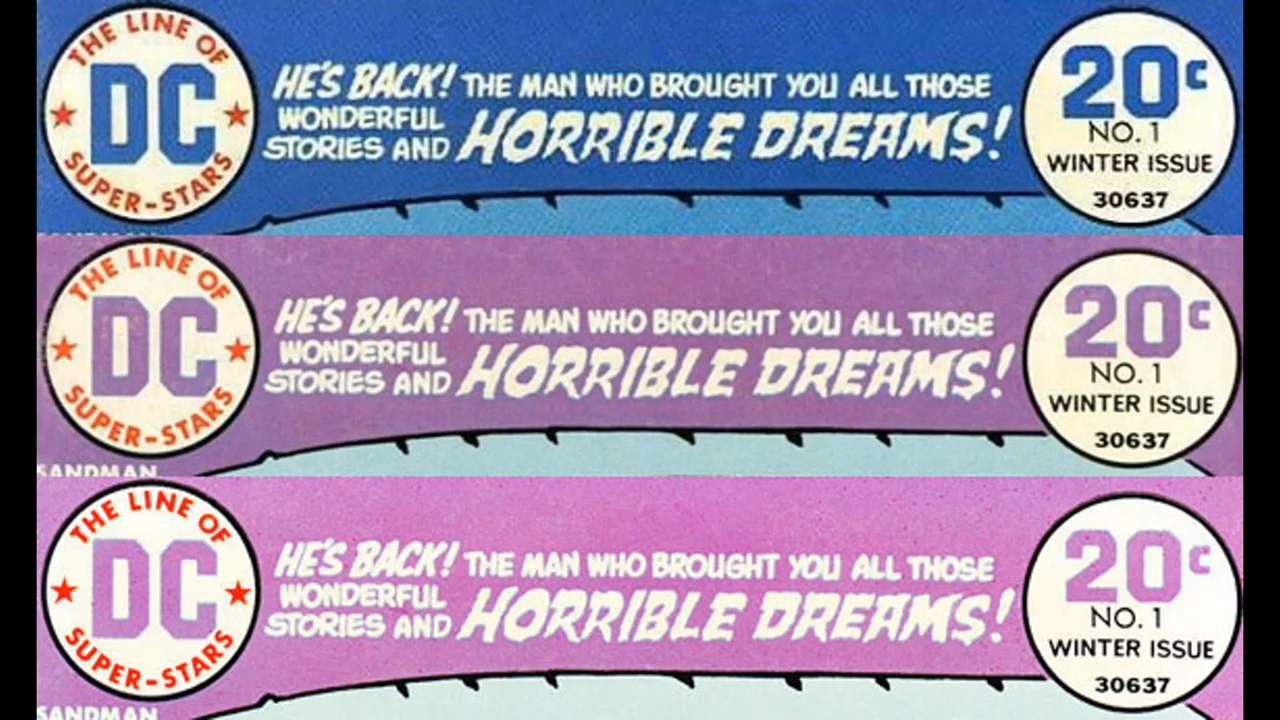 THE LINE OF
DC
SUPER-STARS
HE'S BACK! THE MAN WHO BROUGHT YOU ALL THOSE
WONDERFUL
STORIES AND HORRIBLE DREAMS!
20¢
NO. 1
WINTER ISSUE
30637
THE LINE OF
DC
SUPER-STARS
HE'S BACK! THE MAN WHO BROUGHT YOU ALL THOSE
WONDERFUL
STORIES AND HORRIBLE DREAMS!
20¢
NO. 1
WINTER ISSUE
30637
SANDMAN
THE LINE OF
DC
SUPER-STARS
HE'S BACK! THE MAN WHO BROUGHT YOU ALL THOSE
WONDERFUL
STORIES AND HORRIBLE DREAMS!
20¢
NO. 1
WINTER ISSUE
30637
SANDMAN